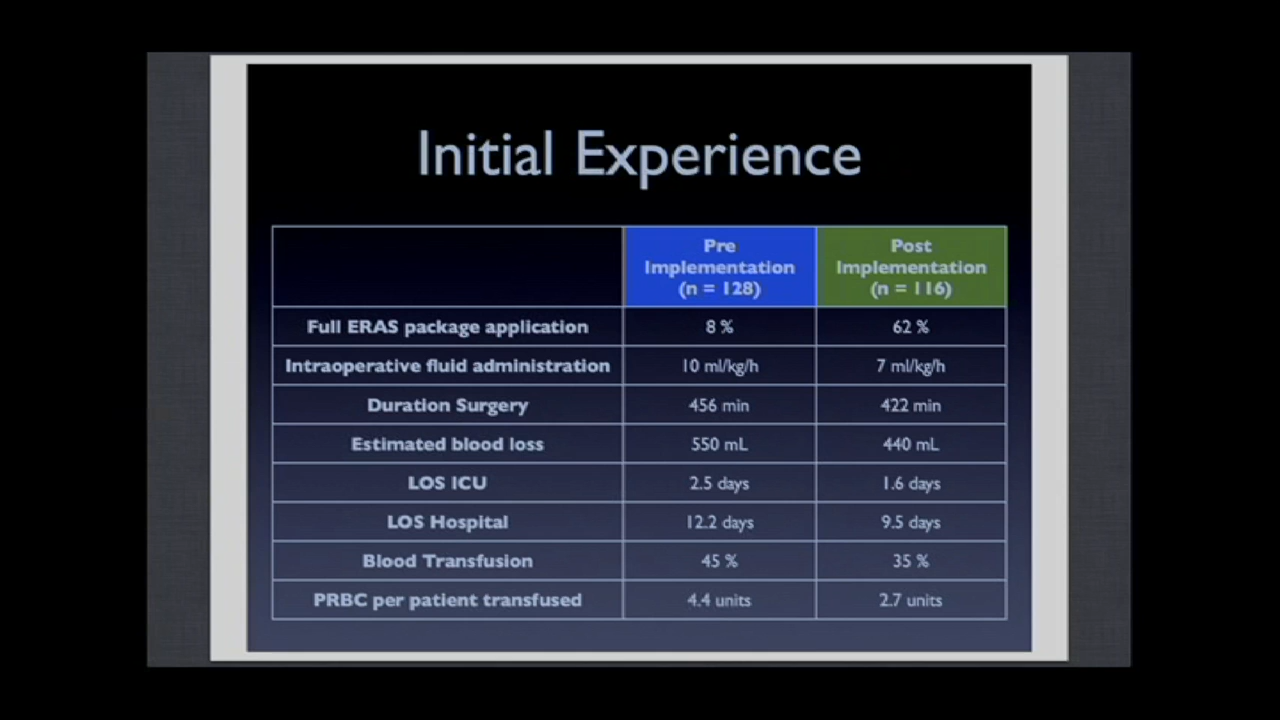 Initial Experience
Pre
Implementation
(n = 128)
Post
Implementation
(n = 116)
Full ERAS package application 8 % 62 %
Intraoperative fluid administration 10 ml/kg/h 7 ml/kg/h
Duration Surgery 456 min 422 min
Estimated blood loss 550 mL 440 mL
LOS ICU 2.5 days 1.6 days
LOS Hospital 12.2 days 9.5 days
Blood Transfusion 45 % 35 %
PRBC per patient transfused 4.4 units 2.7 units